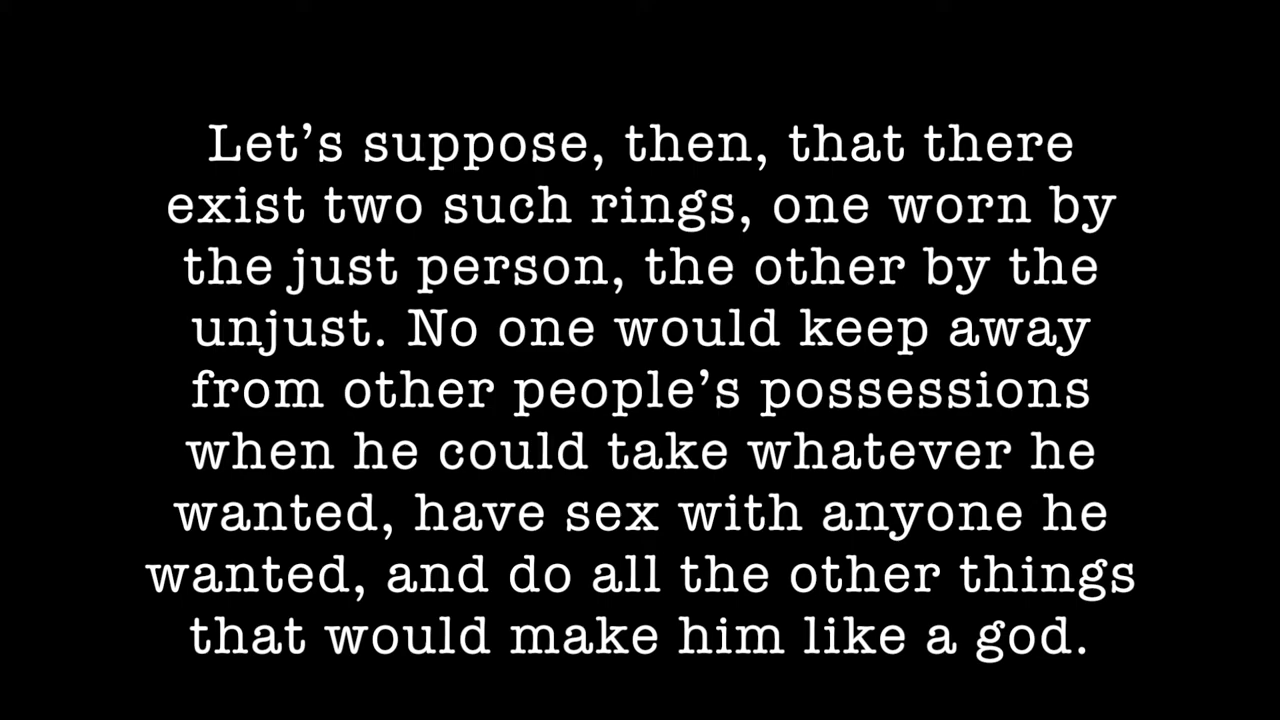 Let’s suppose, then, that there
exist two such rings, one worn by
the just person, the other by the
unjust. No one would keep away
from other people’s possessions
when he could take whatever he
wanted, have sex with anyone he
wanted, and do all the other things
that would make him like a god.